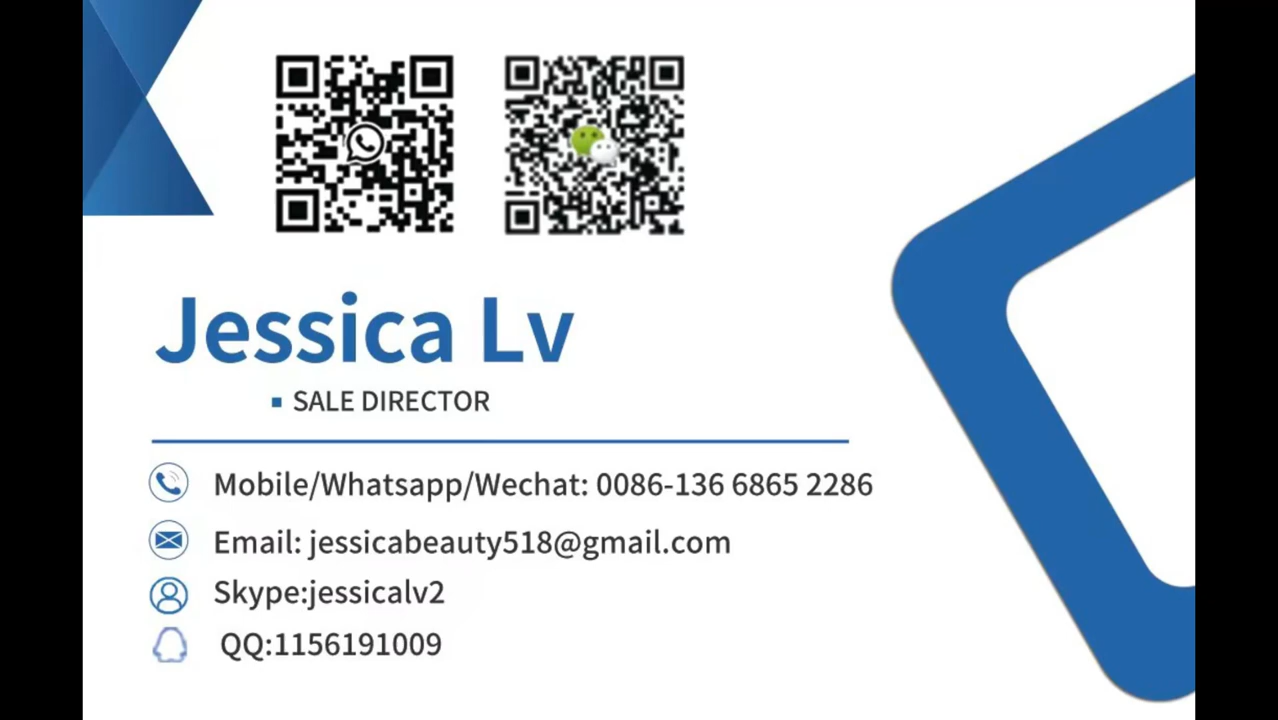 Jessica Lv
SALE DIRECTOR
Mobile/Whatsapp/Wechat: 0086-136 6865 2286
Email: jessicabeauty518@gmail.com
Skype:jessicalv2
QQ:1156191009